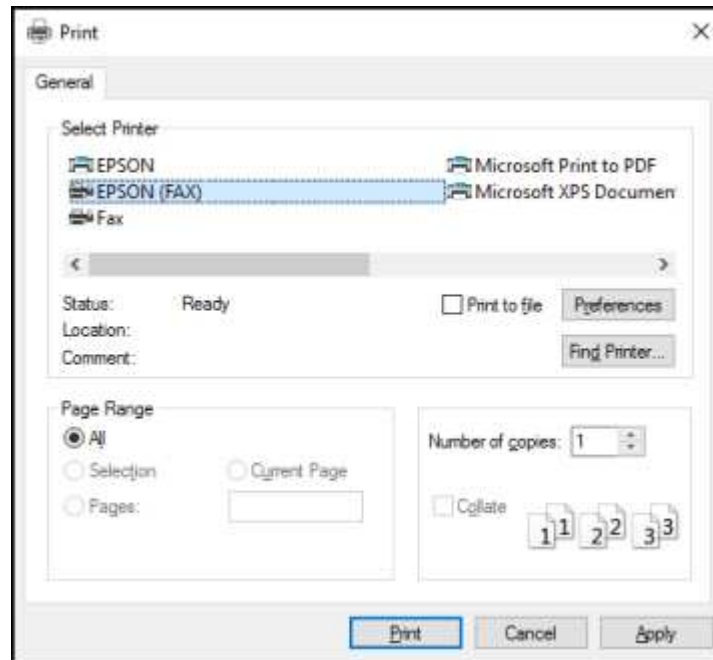 Print
General
Select Printer
EPSON
Microsoft Print to PDF
EPSON (FAX)
Microsoft XPS Documen
Fax
Status: Ready
Print to file
Preferences
Location:
Comment:
Find Printer...
Page Range
All
Selection
Current Page
Pages:
Number of copies: 1
Collate
1 1 2 2 3 3
Print
Cancel
Apply